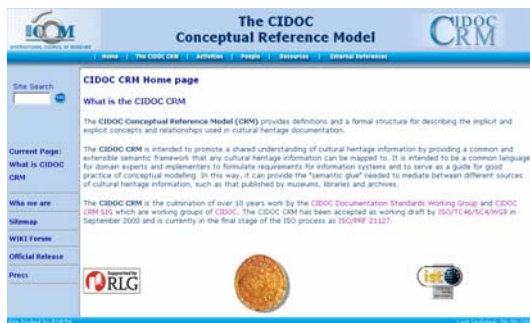 ICOM
INTERNATIONAL COUNCIL OF MUSEUMS
The CIDOC
Conceptual Reference Model
CIDOC
CRM
| Home | The CIDOC CRM | Activities | People | Resources | External References
Site Search
Current Page:
What is CIDOC
CRM
Who we are
Sitemap
WIKI Forum
Official Release
Press
CIDOC CRM Home page
What is the CIDOC CRM
The CIDOC Conceptual Reference Model (CRM) provides definitions and a formal structure for describing the implicit and
explicit concepts and relationships used in cultural heritage documentation.
The CIDOC CRM is intended to promote a shared understanding of cultural heritage information by providing a common and
extensible semantic framework that any cultural heritage information can be mapped to. It is intended to be a common language
for domain experts and implementers to formulate requirements for information systems and to serve as a guide for good
practice of conceptual modelling. In this way, it can provide the "semantic glue" needed to mediate between different sources
of cultural heritage information, such as that published by museums, libraries and archives.
The CIDOC CRM is the culmination of over 10 years work by the CIDOC Documentation Standards Working Group and CIDOC
CRM SIG which are working groups of CIDOC. The CIDOC CRM has been accepted as working draft by ISO/TC46/SC4/WG9 in
September 2000 and is currently in the final stage of the ISO process as ISO/PRF 21127.
Supported by
RLG
ist